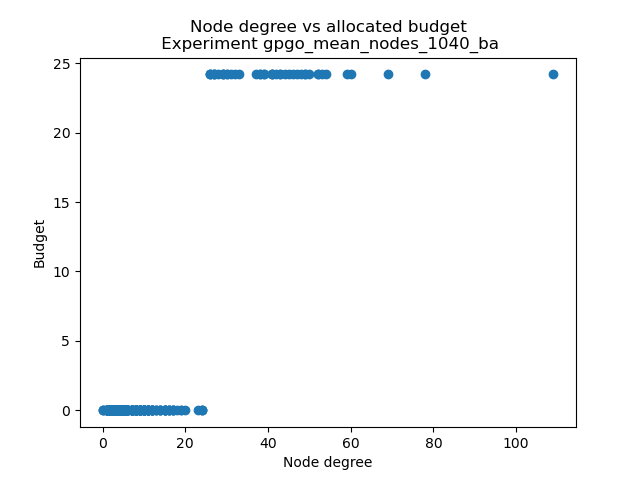 Node degree vs allocated budget
Experiment gpgo_mean_nodes_1040_ba
25
20
15
10
5
0
Budget
0 20 40 60 80 100
Node degree